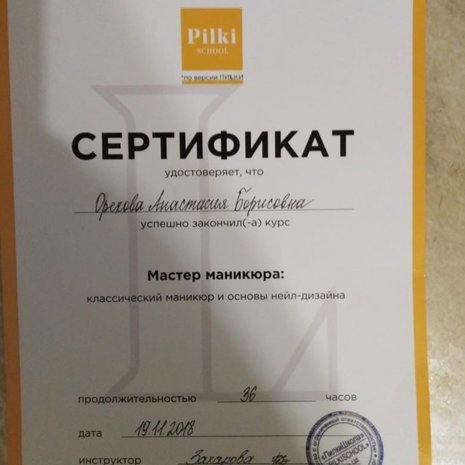 Pilki
SCHOOL
*по версии ПИЛКИ
СЕРТИФИКАТ
удостоверяет, что
Орехова Анастасия Борисовна
успешно закончил(-а) курс
Мастер маникюра:
классический маникюр и основы нейл-дизайна
продолжительностью 36 часов
дата 19.11.2018
инструктор Захарова